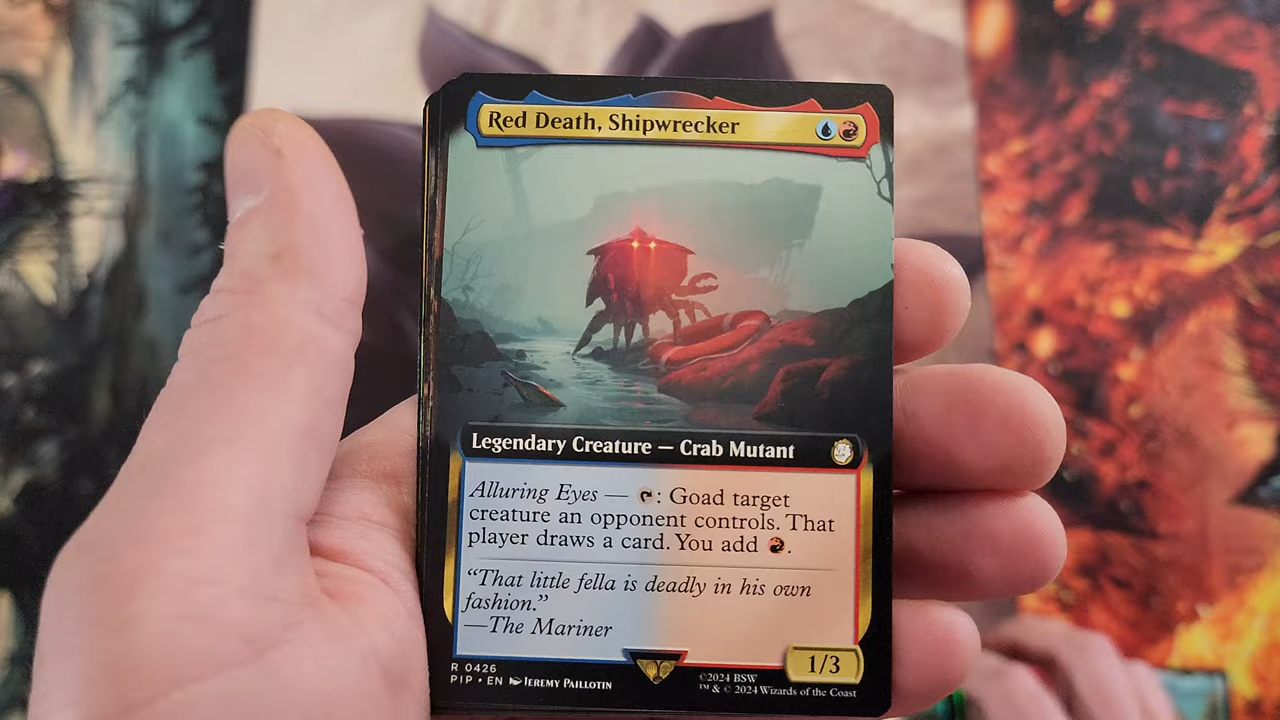 Red Death, Shipwrecker
Legendary Creature — Crab Mutant
Alluring Eyes — : Goad target
creature an opponent controls. That
player draws a card. You add .
“That little fella is deadly in his own
fashion.”
—The Mariner
1/3
R 0426
PIP • EN JEREMY PAILLOTIN
©2024 BSW
™ & © 2024 Wizards of the Coast